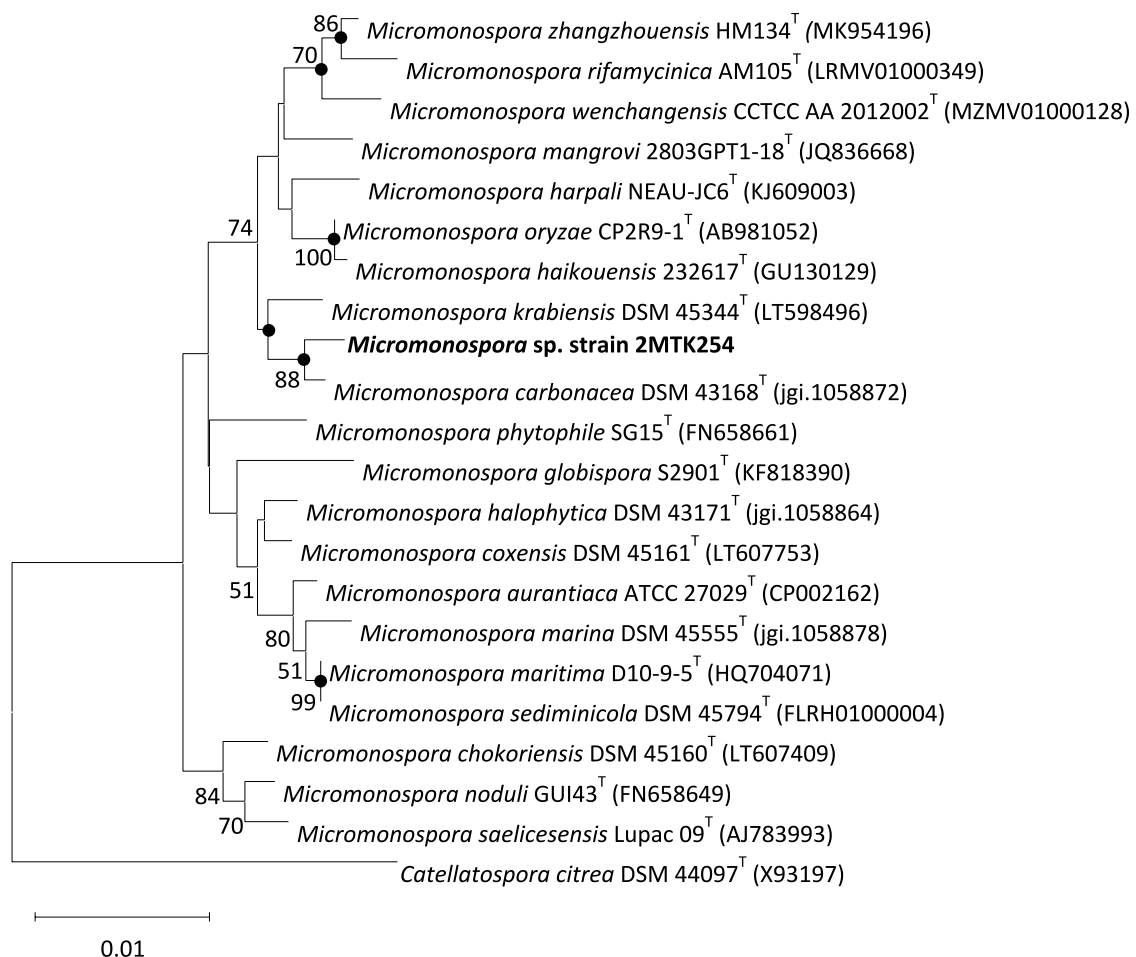 86
Micromonospora zhangzhouensis HM134T (MK954196)
70
Micromonospora rifamycinica AM105T (LRMV01000349)
Micromonospora wenchangensis CCTCC AA 2012002T (MZMV01000128)
Micromonospora mangrovi 2803GPT1-18T (JQ836668)
Micromonospora harpali NEAU-JC6T (KJ609003)
74
Micromonospora oryzae CP2R9-1T (AB981052)
100
Micromonospora haikouensis 232617T (GU130129)
Micromonospora krabiensis DSM 45344T (LT598496)
Micromonospora sp. strain 2MTK254
88
Micromonospora carbonacea DSM 43168T (jgi.1058872)
Micromonospora phytophile SG15T (FN658661)
Micromonospora globispora S2901T (KF818390)
Micromonospora halophytica DSM 43171T (jgi.1058864)
Micromonospora coxensis DSM 45161T (LT607753)
51
Micromonospora aurantiaca ATCC 27029T (CP002162)
80
Micromonospora marina DSM 45555T (jgi.1058878)
51
Micromonospora maritima D10-9-5T (HQ704071)
99
Micromonospora sediminicola DSM 45794T (FLRH01000004)
Micromonospora chokoriensis DSM 45160T (LT607409)
84
Micromonospora noduli GUI43T (FN658649)
70
Micromonospora saelicesensis Lupac 09T (AJ783993)
Catellatospora citrea DSM 44097T (X93197)
0.01